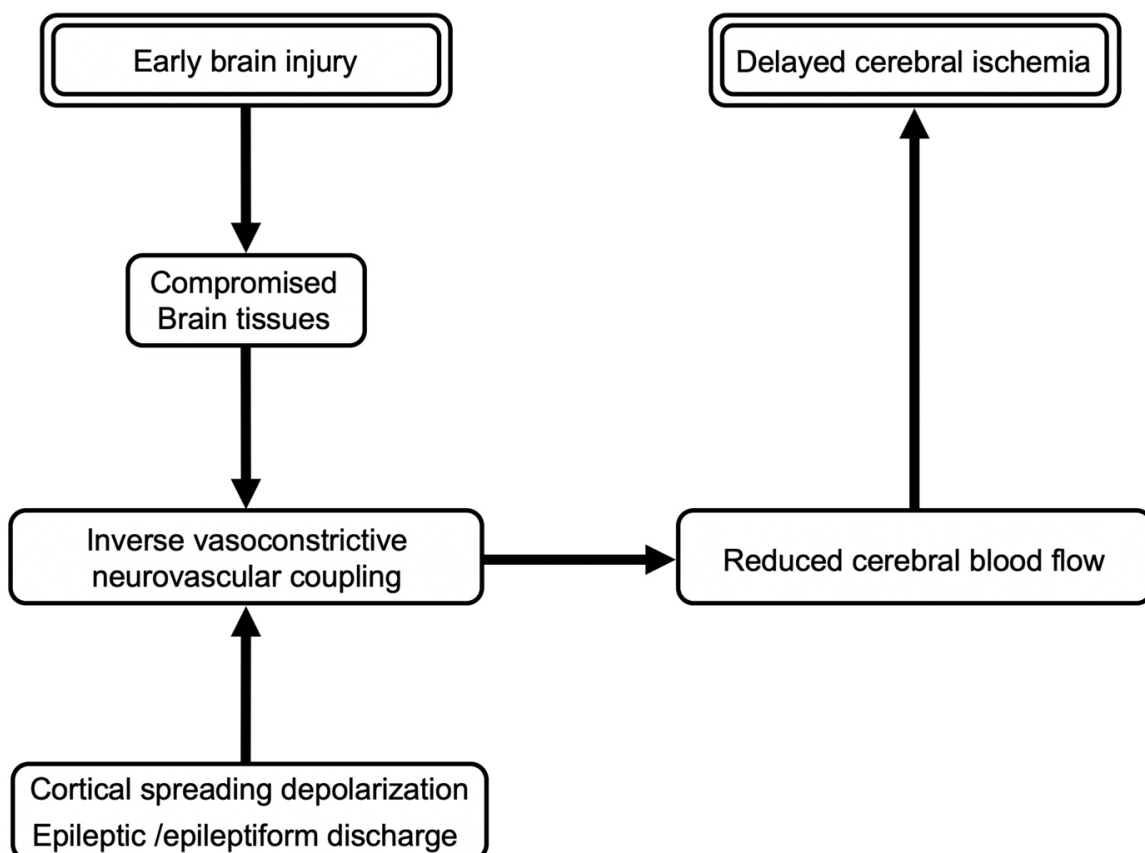 Early brain injury
Delayed cerebral ischemia
Compromised
Brain tissues
Inverse vasoconstrictive
neurovascular coupling
Reduced cerebral blood flow
Cortical spreading depolarization
Epileptic /epileptiform discharge